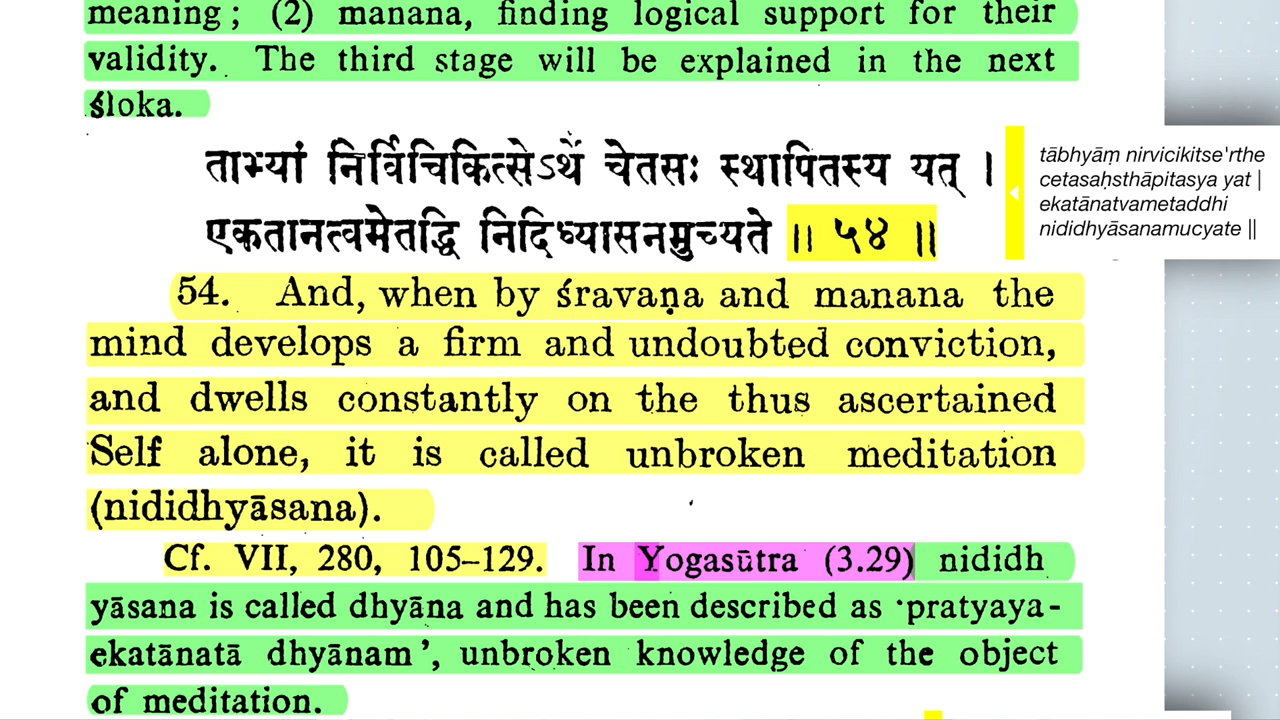 meaning ; (2) manana, finding logical support for their
validity. The third stage will be explained in the next
śloka.
ताभ्यां निर्विचिकित्सेऽर्थे चेतसः स्थापितस्य यत् ।
एकतानत्वमेतद्धि निदिध्यासनमुच्यते ॥ ५४ ॥
tābhyāṃ nirvicikitse'rthe
cetasaḥsthāpitasya yat |
ekatānatvametaddhi
nididhyāsanamucyate ||
54. And, when by śravaṇa and manana the
mind develops a firm and undoubted conviction,
and dwells constantly on the thus ascertained
Self alone, it is called unbroken meditation
(nididhyāsana).
Cf. VII, 280, 105–129. In Yogasūtra (3.29) nididh
yāsana is called dhyāna and has been described as ‘pratyaya-
ekatānatā dhyānam’, unbroken knowledge of the object
of meditation.